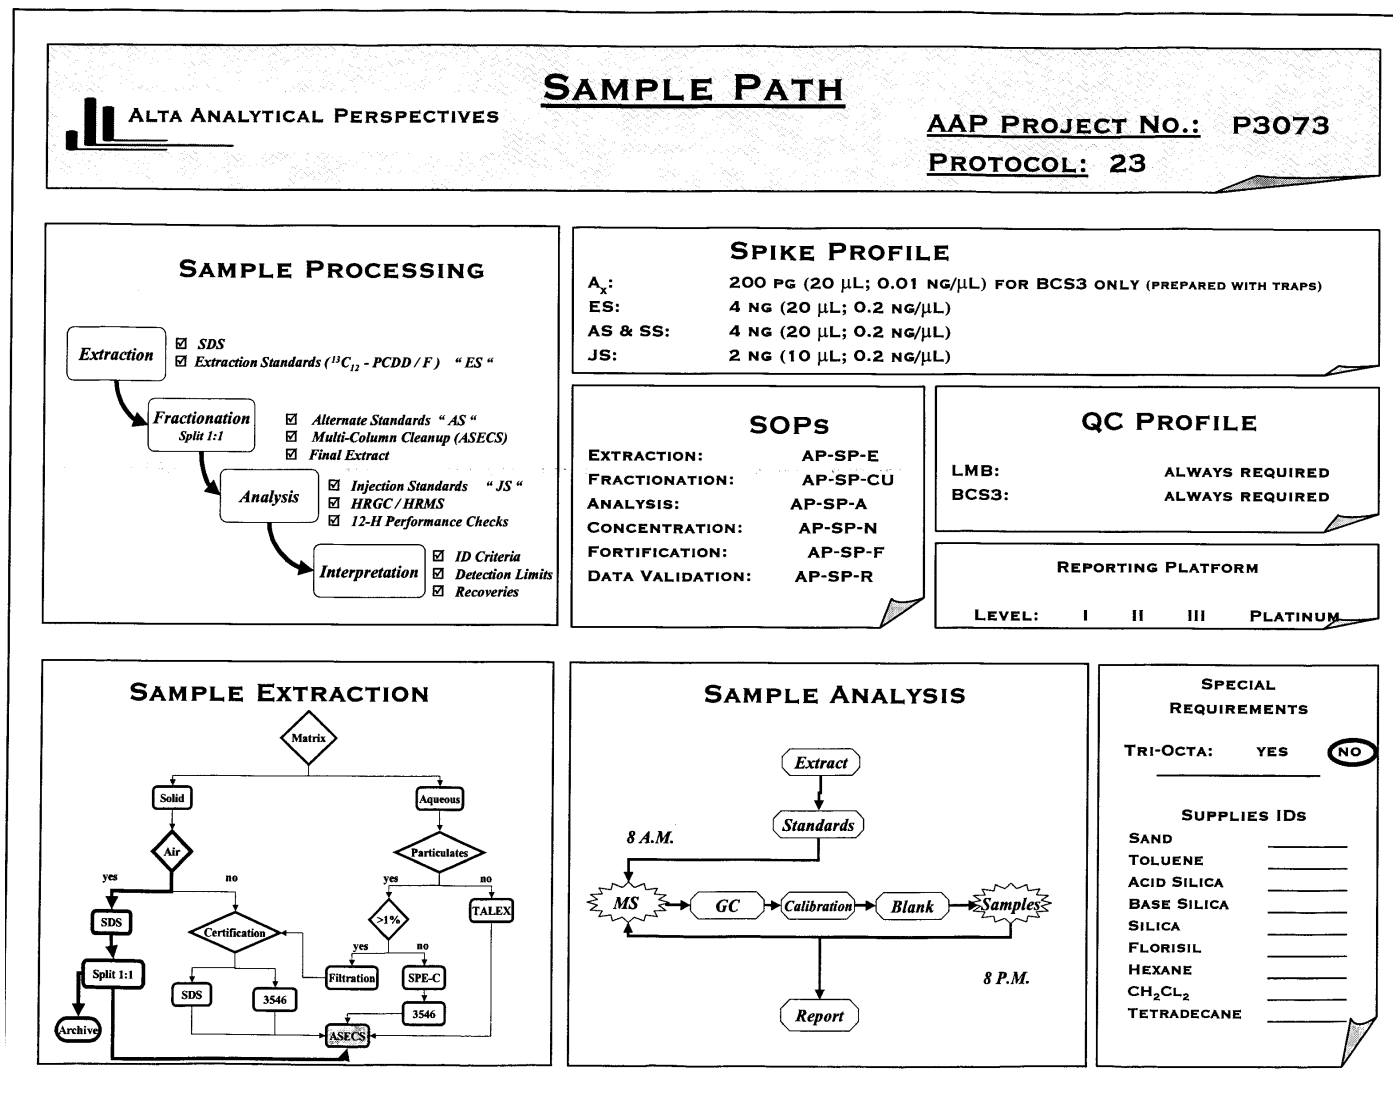 SAMPLE PATH
ALTA ANALYTICAL PERSPECTIVES
AAP PROJECT NO.: P3073
PROTOCOL: 23
SAMPLE PROCESSING
Extraction
☑ SDS
☑ Extraction Standards (¹³C₁₂ - PCDD / F ) “ ES “
Fractionation
Split 1:1
☑ Alternate Standards “ AS “
☑ Multi-Column Cleanup (ASECS)
☑ Final Extract
Analysis
☑ Injection Standards “ JS “
☑ HRGC / HRMS
☑ 12-H Performance Checks
Interpretation
☑ ID Criteria
☑ Detection Limits
☑ Recoveries
SPIKE PROFILE
Aₓ: 200 PG (20 µL; 0.01 NG/µL) FOR BCS3 ONLY (PREPARED WITH TRAPS)
ES: 4 NG (20 µL; 0.2 NG/µL)
AS & SS: 4 NG (20 µL; 0.2 NG/µL)
JS: 2 NG (10 µL; 0.2 NG/µL)
SOPS
EXTRACTION: AP-SP-E
FRACTIONATION: AP-SP-CU
ANALYSIS: AP-SP-A
CONCENTRATION: AP-SP-N
FORTIFICATION: AP-SP-F
DATA VALIDATION: AP-SP-R
QC PROFILE
LMB: ALWAYS REQUIRED
BCS3: ALWAYS REQUIRED
REPORTING PLATFORM
LEVEL: I II III PLATINUM
SAMPLE EXTRACTION
Matrix
Solid
Aqueous
Air
Particulates
yes
no
yes
no
SDS
Certification
>1%
TALEX
yes
no
Split 1:1
Filtration
SPE-C
SDS
3546
3546
Archive
ASECS
SAMPLE ANALYSIS
Extract
Standards
8 A.M.
MS
GC
Calibration
Blank
Samples
8 P.M.
Report
SPECIAL
REQUIREMENTS
TRI-OCTA: YES NO
SUPPLIES IDS
SAND
TOLUENE
ACID SILICA
BASE SILICA
SILICA
FLORISIL
HEXANE
CH₂CL₂
TETRADECANE